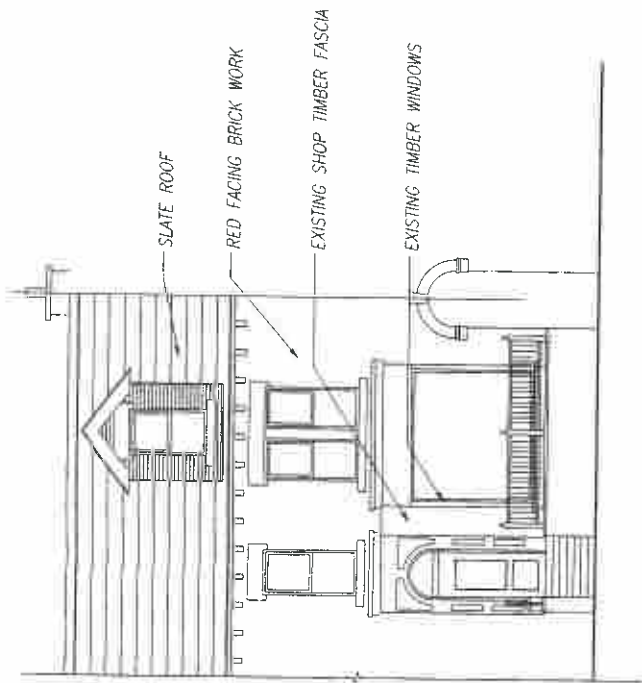 SLATE ROOF
RED FACING BRICK WORK
EXISTING SHOP TIMBER FASCIA
EXISTING TIMBER WINDOWS